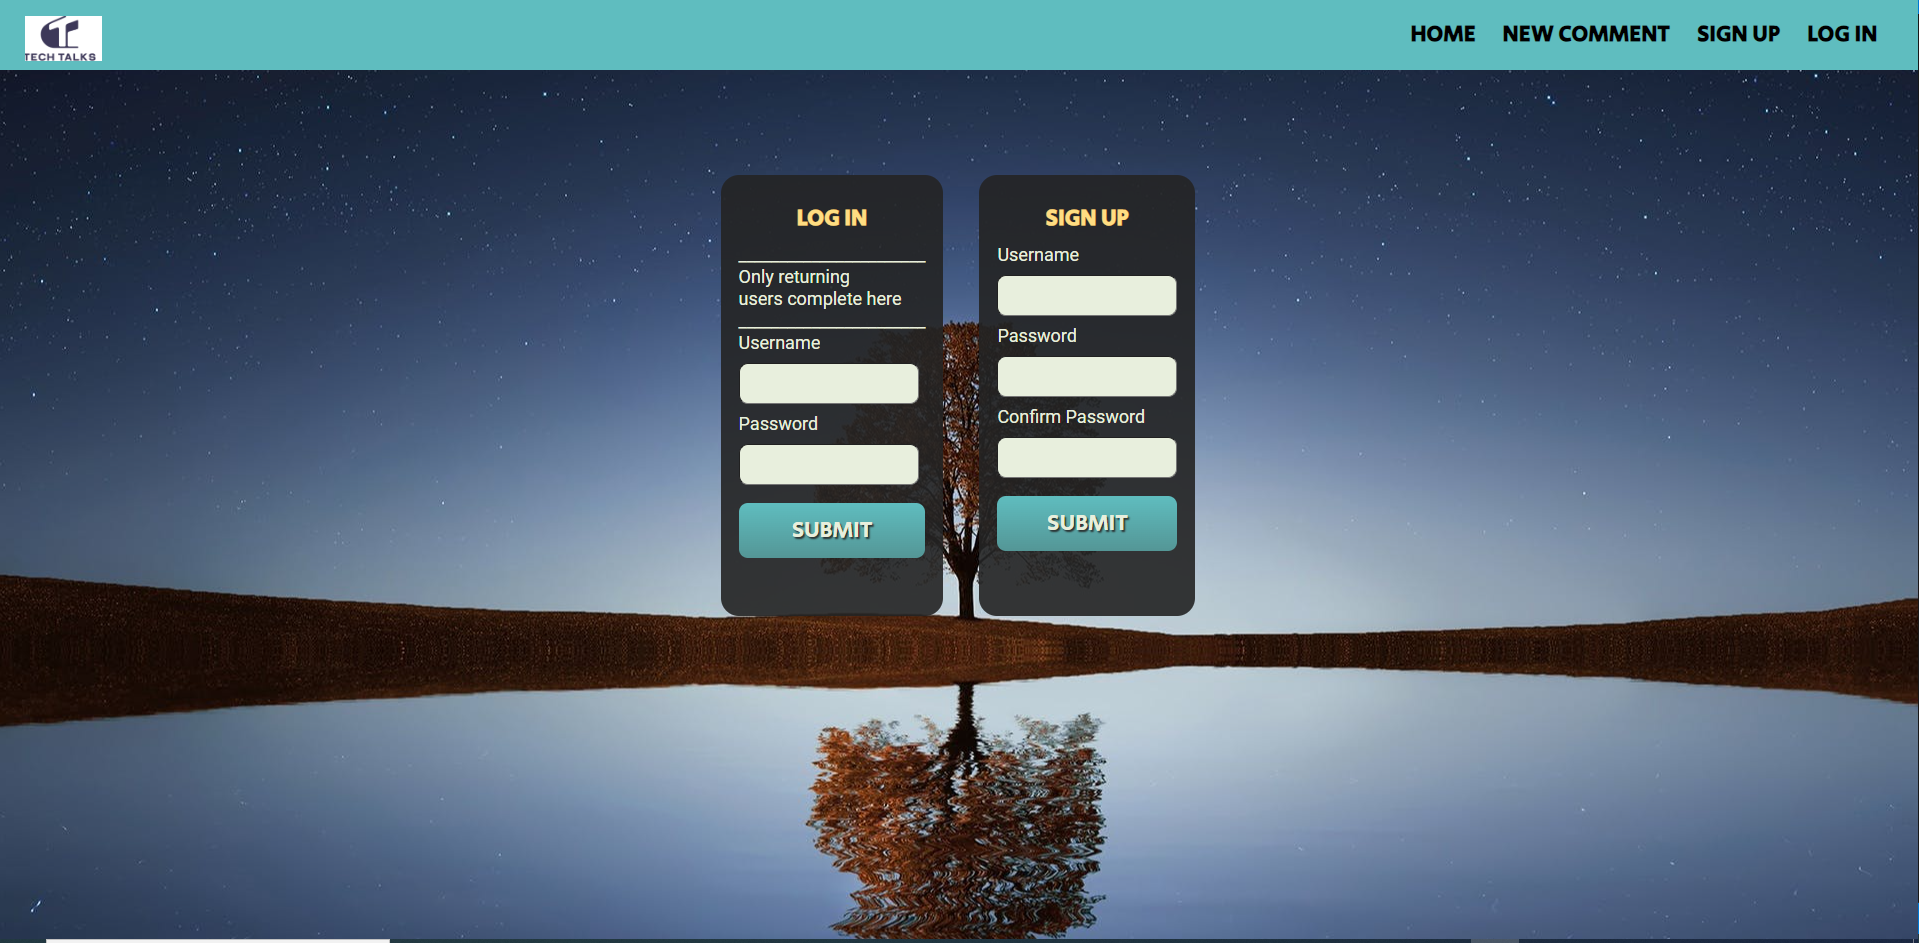 TECH TALKS
HOME NEW COMMENT SIGN UP LOG IN
LOG IN
Only returning
users complete here
Username
Password
SUBMIT
SIGN UP
Username
Password
Confirm Password
SUBMIT